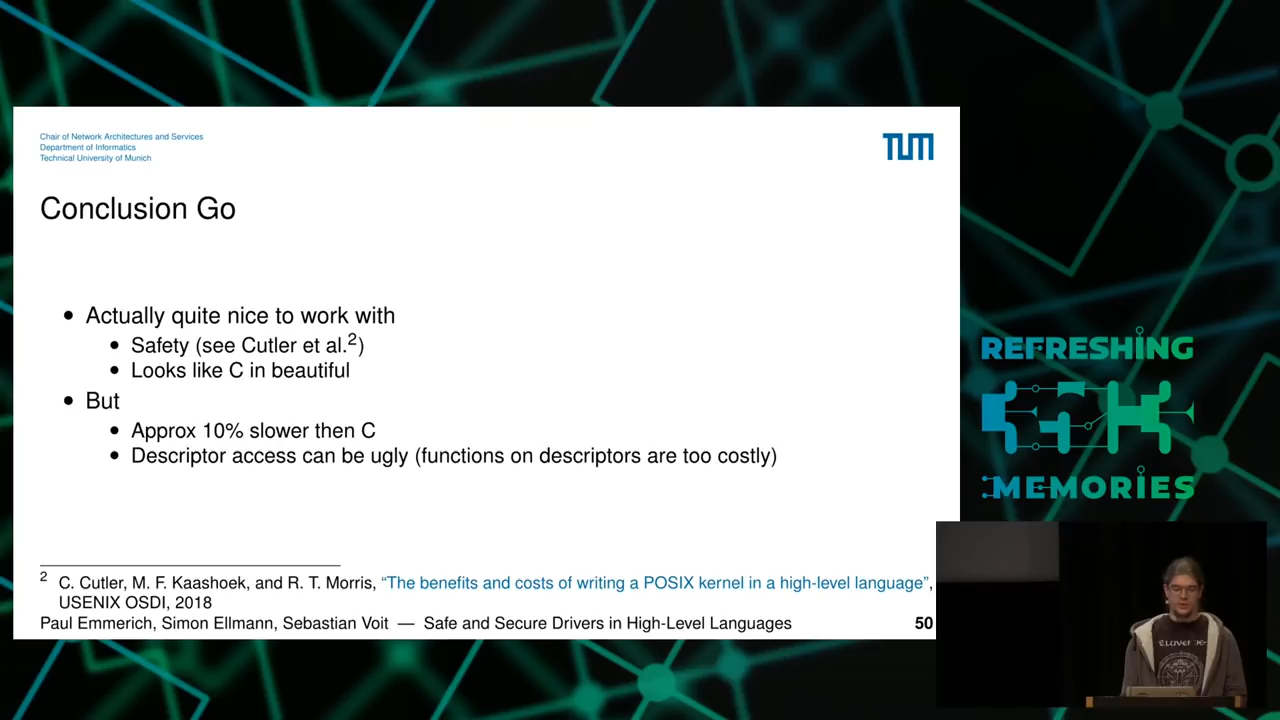 Chair of Network Architectures and Services
Department of Informatics
Technical University of Munich
TUM
Conclusion Go
• Actually quite nice to work with
• Safety (see Cutler et al.2)
• Looks like C in beautiful
• But
• Approx 10% slower then C
• Descriptor access can be ugly (functions on descriptors are too costly)
2 C. Cutler, M. F. Kaashoek, and R. T. Morris, “The benefits and costs of writing a POSIX kernel in a high-level language”,
USENIX OSDI, 2018
Paul Emmerich, Simon Ellmann, Sebastian Voit — Safe and Secure Drivers in High-Level Languages 50
REFRESHING
MEMORIES